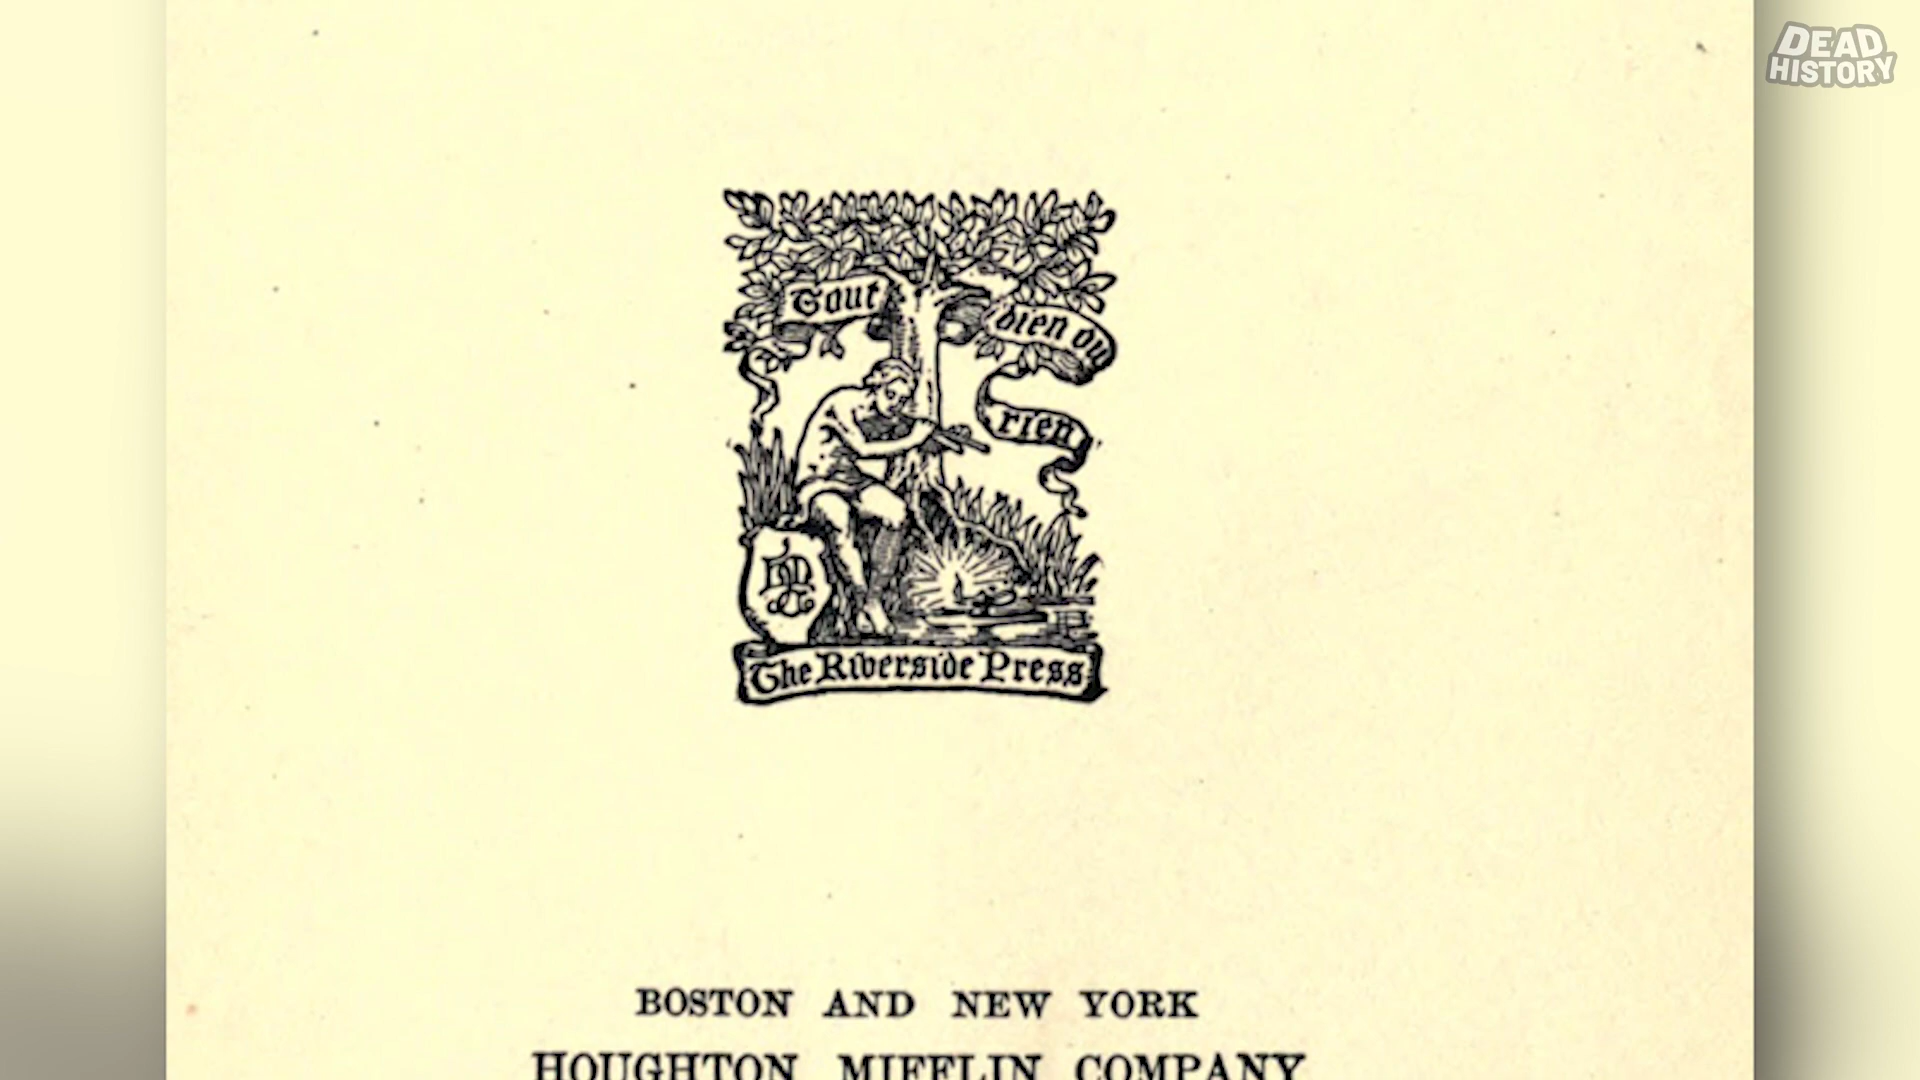 DEAD
HISTORY
Tout
bien ou
rien
The Riverside Press
BOSTON AND NEW YORK
HOUGHTON MIFFLIN COMPANY